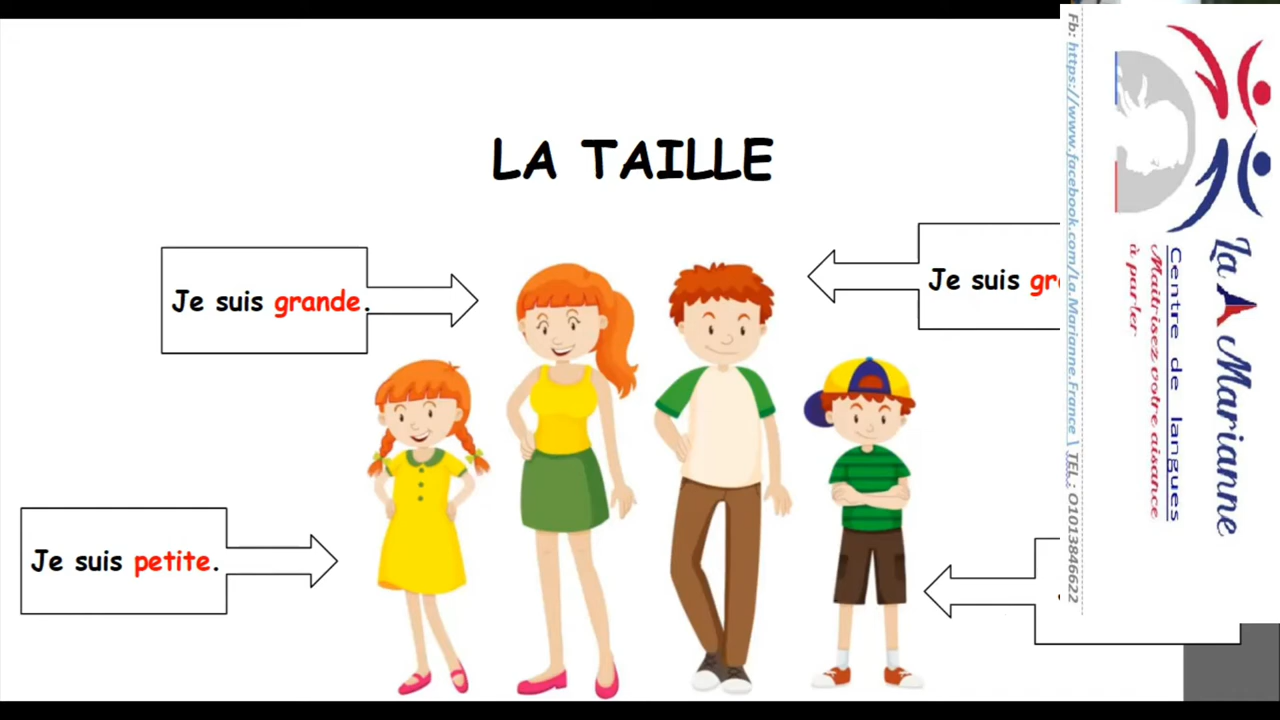 LA TAILLE
Je suis grande.
Je suis
Je suis petite.
Fb: https://www.facebook.com/La.Marianne.France \ TEL.: 01013846622
La Marianne
Centre de langues
Maîtrisez votre aisance
à parler